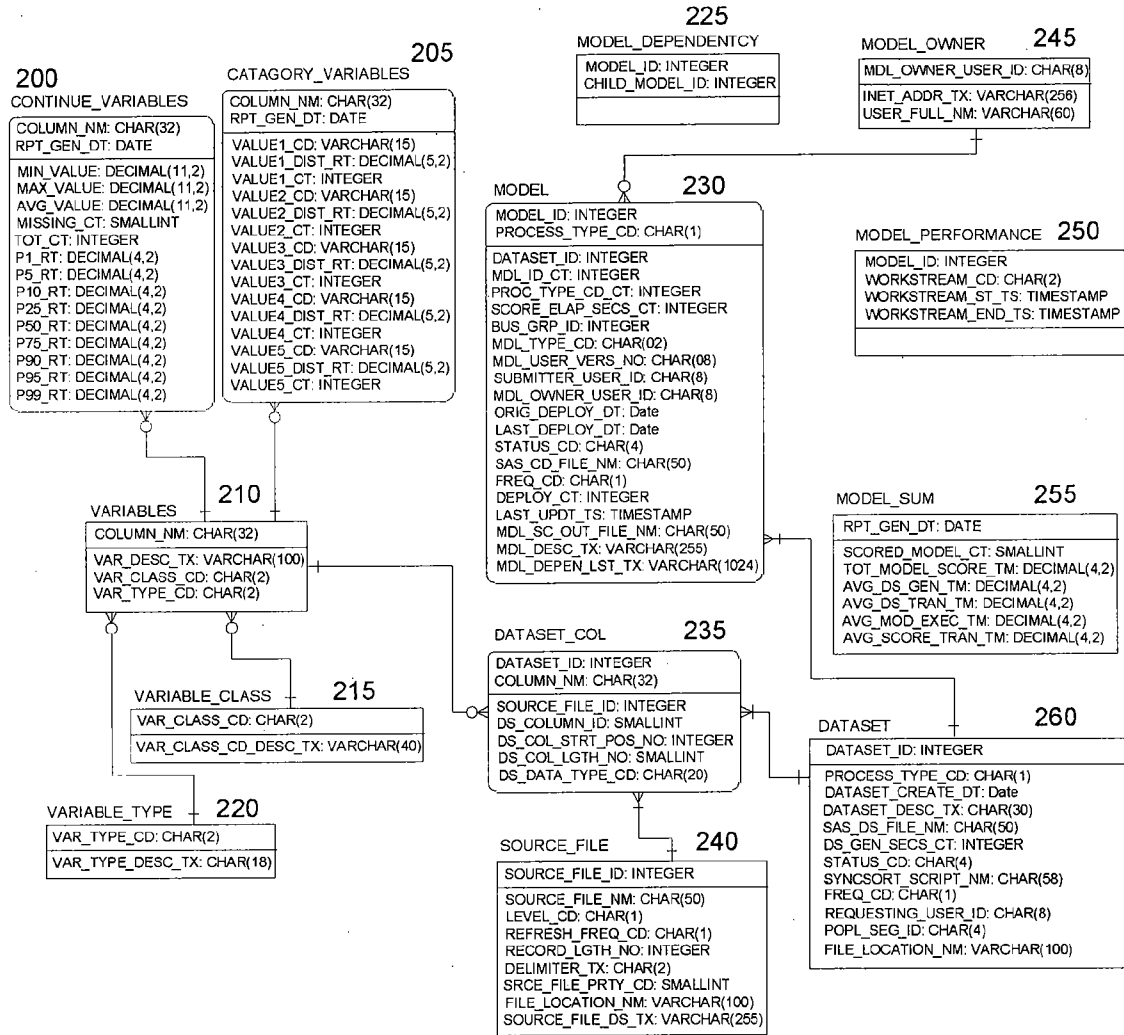 200
CONTINUE_VARIABLES
COLUMN_NM: CHAR(32)
RPT_GEN_DT: DATE
MIN_VALUE: DECIMAL(11,2)
MAX_VALUE: DECIMAL(11,2)
AVG_VALUE: DECIMAL(11,2)
MISSING_CT: SMALLINT
TOT_CT: INTEGER
P1_RT: DECIMAL(4,2)
P5_RT: DECIMAL(4,2)
P10_RT: DECIMAL(4,2)
P25_RT: DECIMAL(4,2)
P50_RT: DECIMAL(4,2)
P75_RT: DECIMAL(4,2)
P90_RT: DECIMAL(4,2)
P95_RT: DECIMAL(4,2)
P99_RT: DECIMAL(4,2)
205
CATAGORY_VARIABLES
COLUMN_NM: CHAR(32)
RPT_GEN_DT: DATE
VALUE1_CD: VARCHAR(15)
VALUE1_DIST_RT: DECIMAL(5,2)
VALUE1_CT: INTEGER
VALUE2_CD: VARCHAR(15)
VALUE2_DIST_RT: DECIMAL(5,2)
VALUE2_CT: INTEGER
VALUE3_CD: VARCHAR(15)
VALUE3_DIST_RT: DECIMAL(5,2)
VALUE3_CT: INTEGER
VALUE4_CD: VARCHAR(15)
VALUE4_DIST_RT: DECIMAL(5,2)
VALUE4_CT: INTEGER
VALUE5_CD: VARCHAR(15)
VALUE5_DIST_RT: DECIMAL(5,2)
VALUE5_CT: INTEGER
225
MODEL_DEPENDENTCY
MODEL_ID: INTEGER
CHILD_MODEL_ID: INTEGER
MODEL_OWNER 245
MDL_OWNER_USER_ID: CHAR(8)
INET_ADDR_TX: VARCHAR(256)
USER_FULL_NM: VARCHAR(60)
MODEL 230
MODEL_ID: INTEGER
PROCESS_TYPE_CD: CHAR(1)
DATASET_ID: INTEGER
MDL_ID_CT: INTEGER
PROC_TYPE_CD_CT: INTEGER
SCORE_ELAP_SECS_CT: INTEGER
BUS_GRP_ID: INTEGER
MDL_TYPE_CD: CHAR(02)
MDL_USER_VERS_NO: CHAR(08)
SUBMITTER_USER_ID: CHAR(8)
MDL_OWNER_USER_ID: CHAR(8)
ORIG_DEPLOY_DT: Date
LAST_DEPLOY_DT: Date
STATUS_CD: CHAR(4)
SAS_CD_FILE_NM: CHAR(50)
FREQ_CD: CHAR(1)
DEPLOY_CT: INTEGER
LAST_UPDT_TS: TIMESTAMP
MDL_SC_OUT_FILE_NM: CHAR(50)
MDL_DESC_TX: VARCHAR(255)
MDL_DEPEN_LST_TX: VARCHAR(1024)
MODEL_PERFORMANCE 250
MODEL_ID: INTEGER
WORKSTREAM_CD: CHAR(2)
WORKSTREAM_ST_TS: TIMESTAMP
WORKSTREAM_END_TS: TIMESTAMP
MODEL_SUM 255
RPT_GEN_DT: DATE
SCORED_MODEL_CT: SMALLINT
TOT_MODEL_SCORE_TM: DECIMAL(4,2)
AVG_DS_GEN_TM: DECIMAL(4,2)
AVG_DS_TRAN_TM: DECIMAL(4,2)
AVG_MOD_EXEC_TM: DECIMAL(4,2)
AVG_SCORE_TRAN_TM: DECIMAL(4,2)
VARIABLES 210
COLUMN_NM: CHAR(32)
VAR_DESC_TX: VARCHAR(100)
VAR_CLASS_CD: CHAR(2)
VAR_TYPE_CD: CHAR(2)
VARIABLE_CLASS 215
VAR_CLASS_CD: CHAR(2)
VAR_CLASS_CD_DESC_TX: VARCHAR(40)
VARIABLE_TYPE 220
VAR_TYPE_CD: CHAR(2)
VAR_TYPE_DESC_TX: CHAR(18)
DATASET_COL 235
DATASET_ID: INTEGER
COLUMN_NM: CHAR(32)
SOURCE_FILE_ID: INTEGER
DS_COLUMN_ID: SMALLINT
DS_COL_STRT_POS_NO: INTEGER
DS_COL_LGTH_NO: SMALLINT
DS_DATA_TYPE_CD: CHAR(20)
SOURCE_FILE 240
SOURCE_FILE_ID: INTEGER
SOURCE_FILE_NM: CHAR(50)
LEVEL_CD: CHAR(1)
REFRESH_FREQ_CD: CHAR(1)
RECORD_LGTH_NO: INTEGER
DELIMITER_TX: CHAR(2)
SRCE_FILE_PRTY_CD: SMALLINT
FILE_LOCATION_NM: VARCHAR(100)
SOURCE_FILE_DS_TX: VARCHAR(255)
DATASET 260
DATASET_ID: INTEGER
PROCESS_TYPE_CD: CHAR(1)
DATASET_CREATE_DT: Date
DATASET_DESC_TX: CHAR(30)
SAS_DS_FILE_NM: CHAR(50)
DS_GEN_SECS_CT: INTEGER
STATUS_CD: CHAR(4)
SYNCSORT_SCRIPT_NM: CHAR(58)
FREQ_CD: CHAR(1)
REQUESTING_USER_ID: CHAR(8)
POPL_SEG_ID: CHAR(4)
FILE_LOCATION_NM: VARCHAR(100)